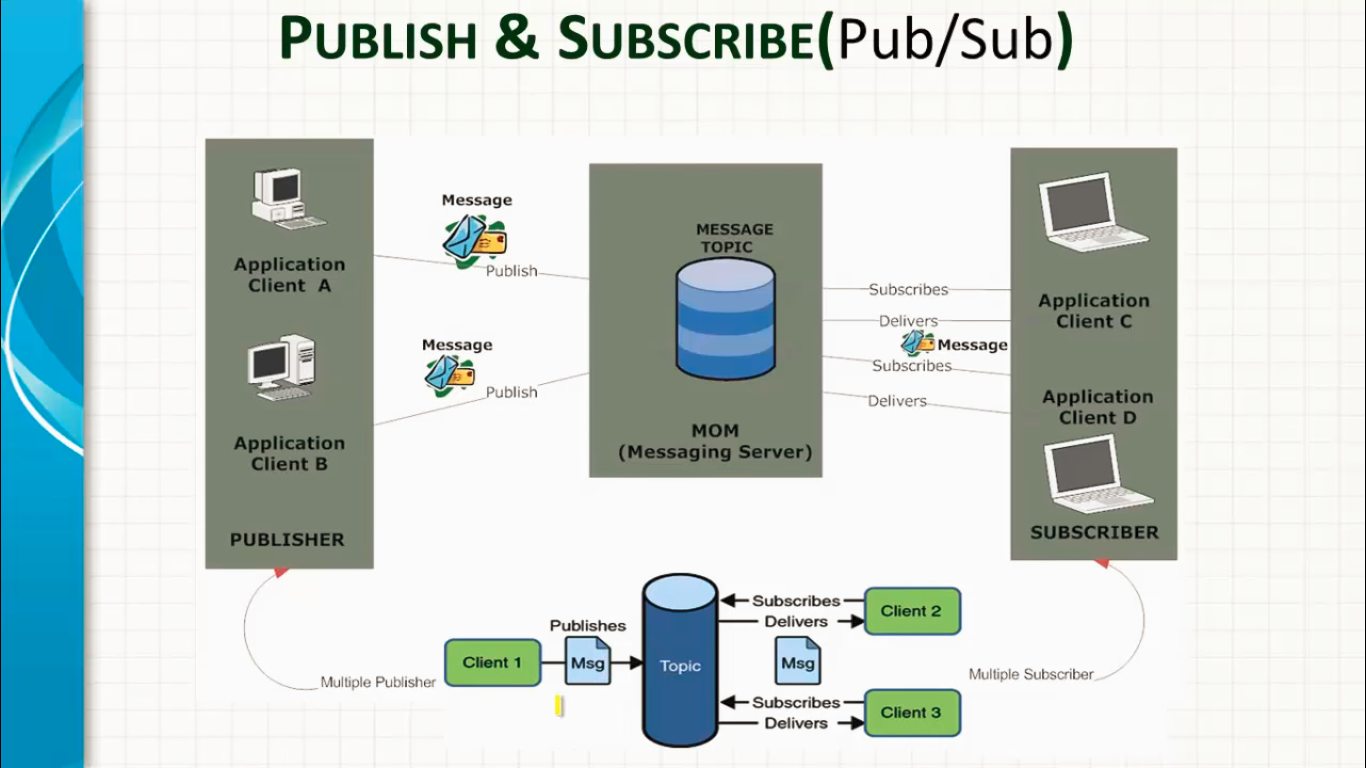 PUBLISH & SUBSCRIBE(Pub/Sub)
Message
Publish
Application
Client A
Message
Publish
Application
Client B
PUBLISHER
MESSAGE
TOPIC
MOM
(Messaging Server)
Subscribes
Delivers
Message
Subscribes
Delivers
Application
Client C
Application
Client D
SUBSCRIBER
Multiple Publisher
Client 1
Publishes
Msg
Topic
Subscribes
Delivers
Msg
Subscribes
Delivers
Client 2
Client 3
Multiple Subscriber